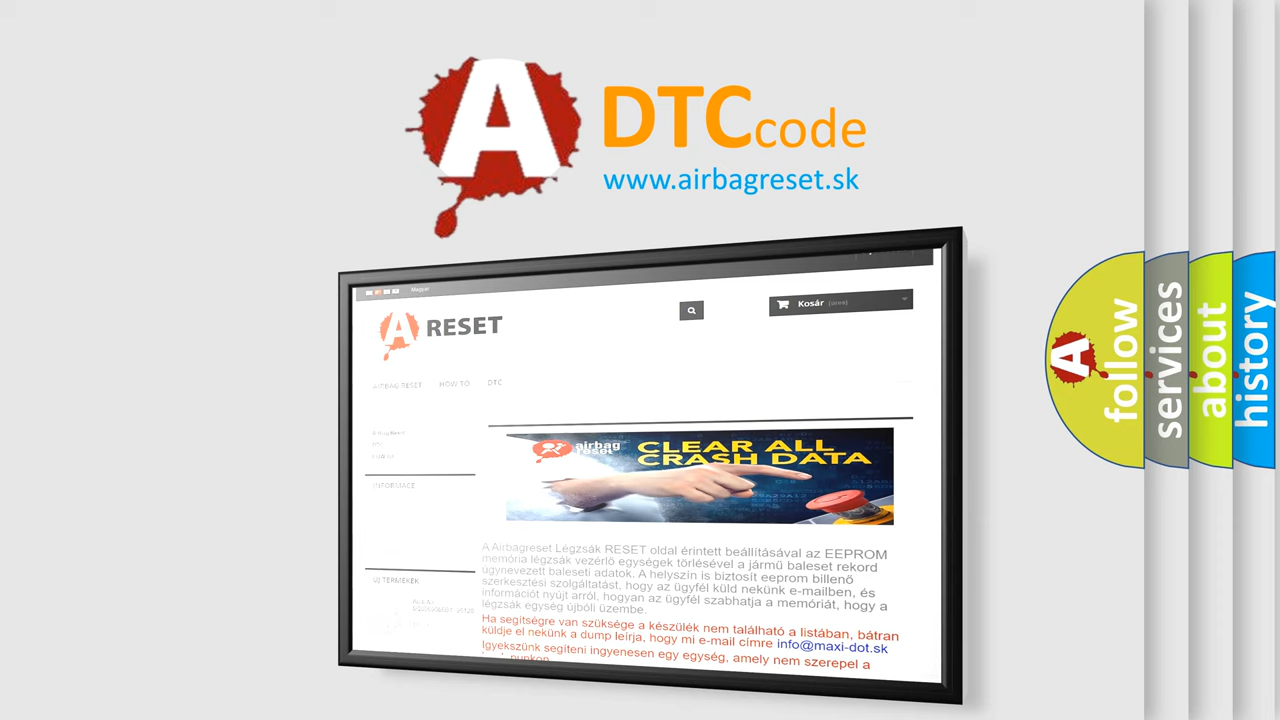 A
DTC code
www.airbagreset.sk
Magyar
A RESET
Kosár
AIRBAG RESET HOW TO DTC
DTC
INFORMACE
airbag
reset
CLEAR ALL
CRASH DATA
A Airbagreset Légzsák RESET oldal érintett beállításával az EEPROM
memória légzsák vezérlő egységek törlésével a jármű baleset rekord
úgynevezett baleseti adatok. A helyszín is biztosít eeprom billenő
szerkesztési szolgáltatást, hogy az ügyfél küld nekünk e-mailben, és
információt nyújt arról, hogyan az ügyfél szabhatja a memóriát, hogy a
légzsák egység újbóli üzembe.
Ha segítségre van szüksége a készülék nem található a listában, bátran
küldje el nekünk a dump leírja, hogy mi e-mail címre info@maxi-dot.sk
Igyekszünk segíteni ingyenesen egy egység, amely nem szerepel a
ÚJ TERMÉKEK
A
follow
services
about
history